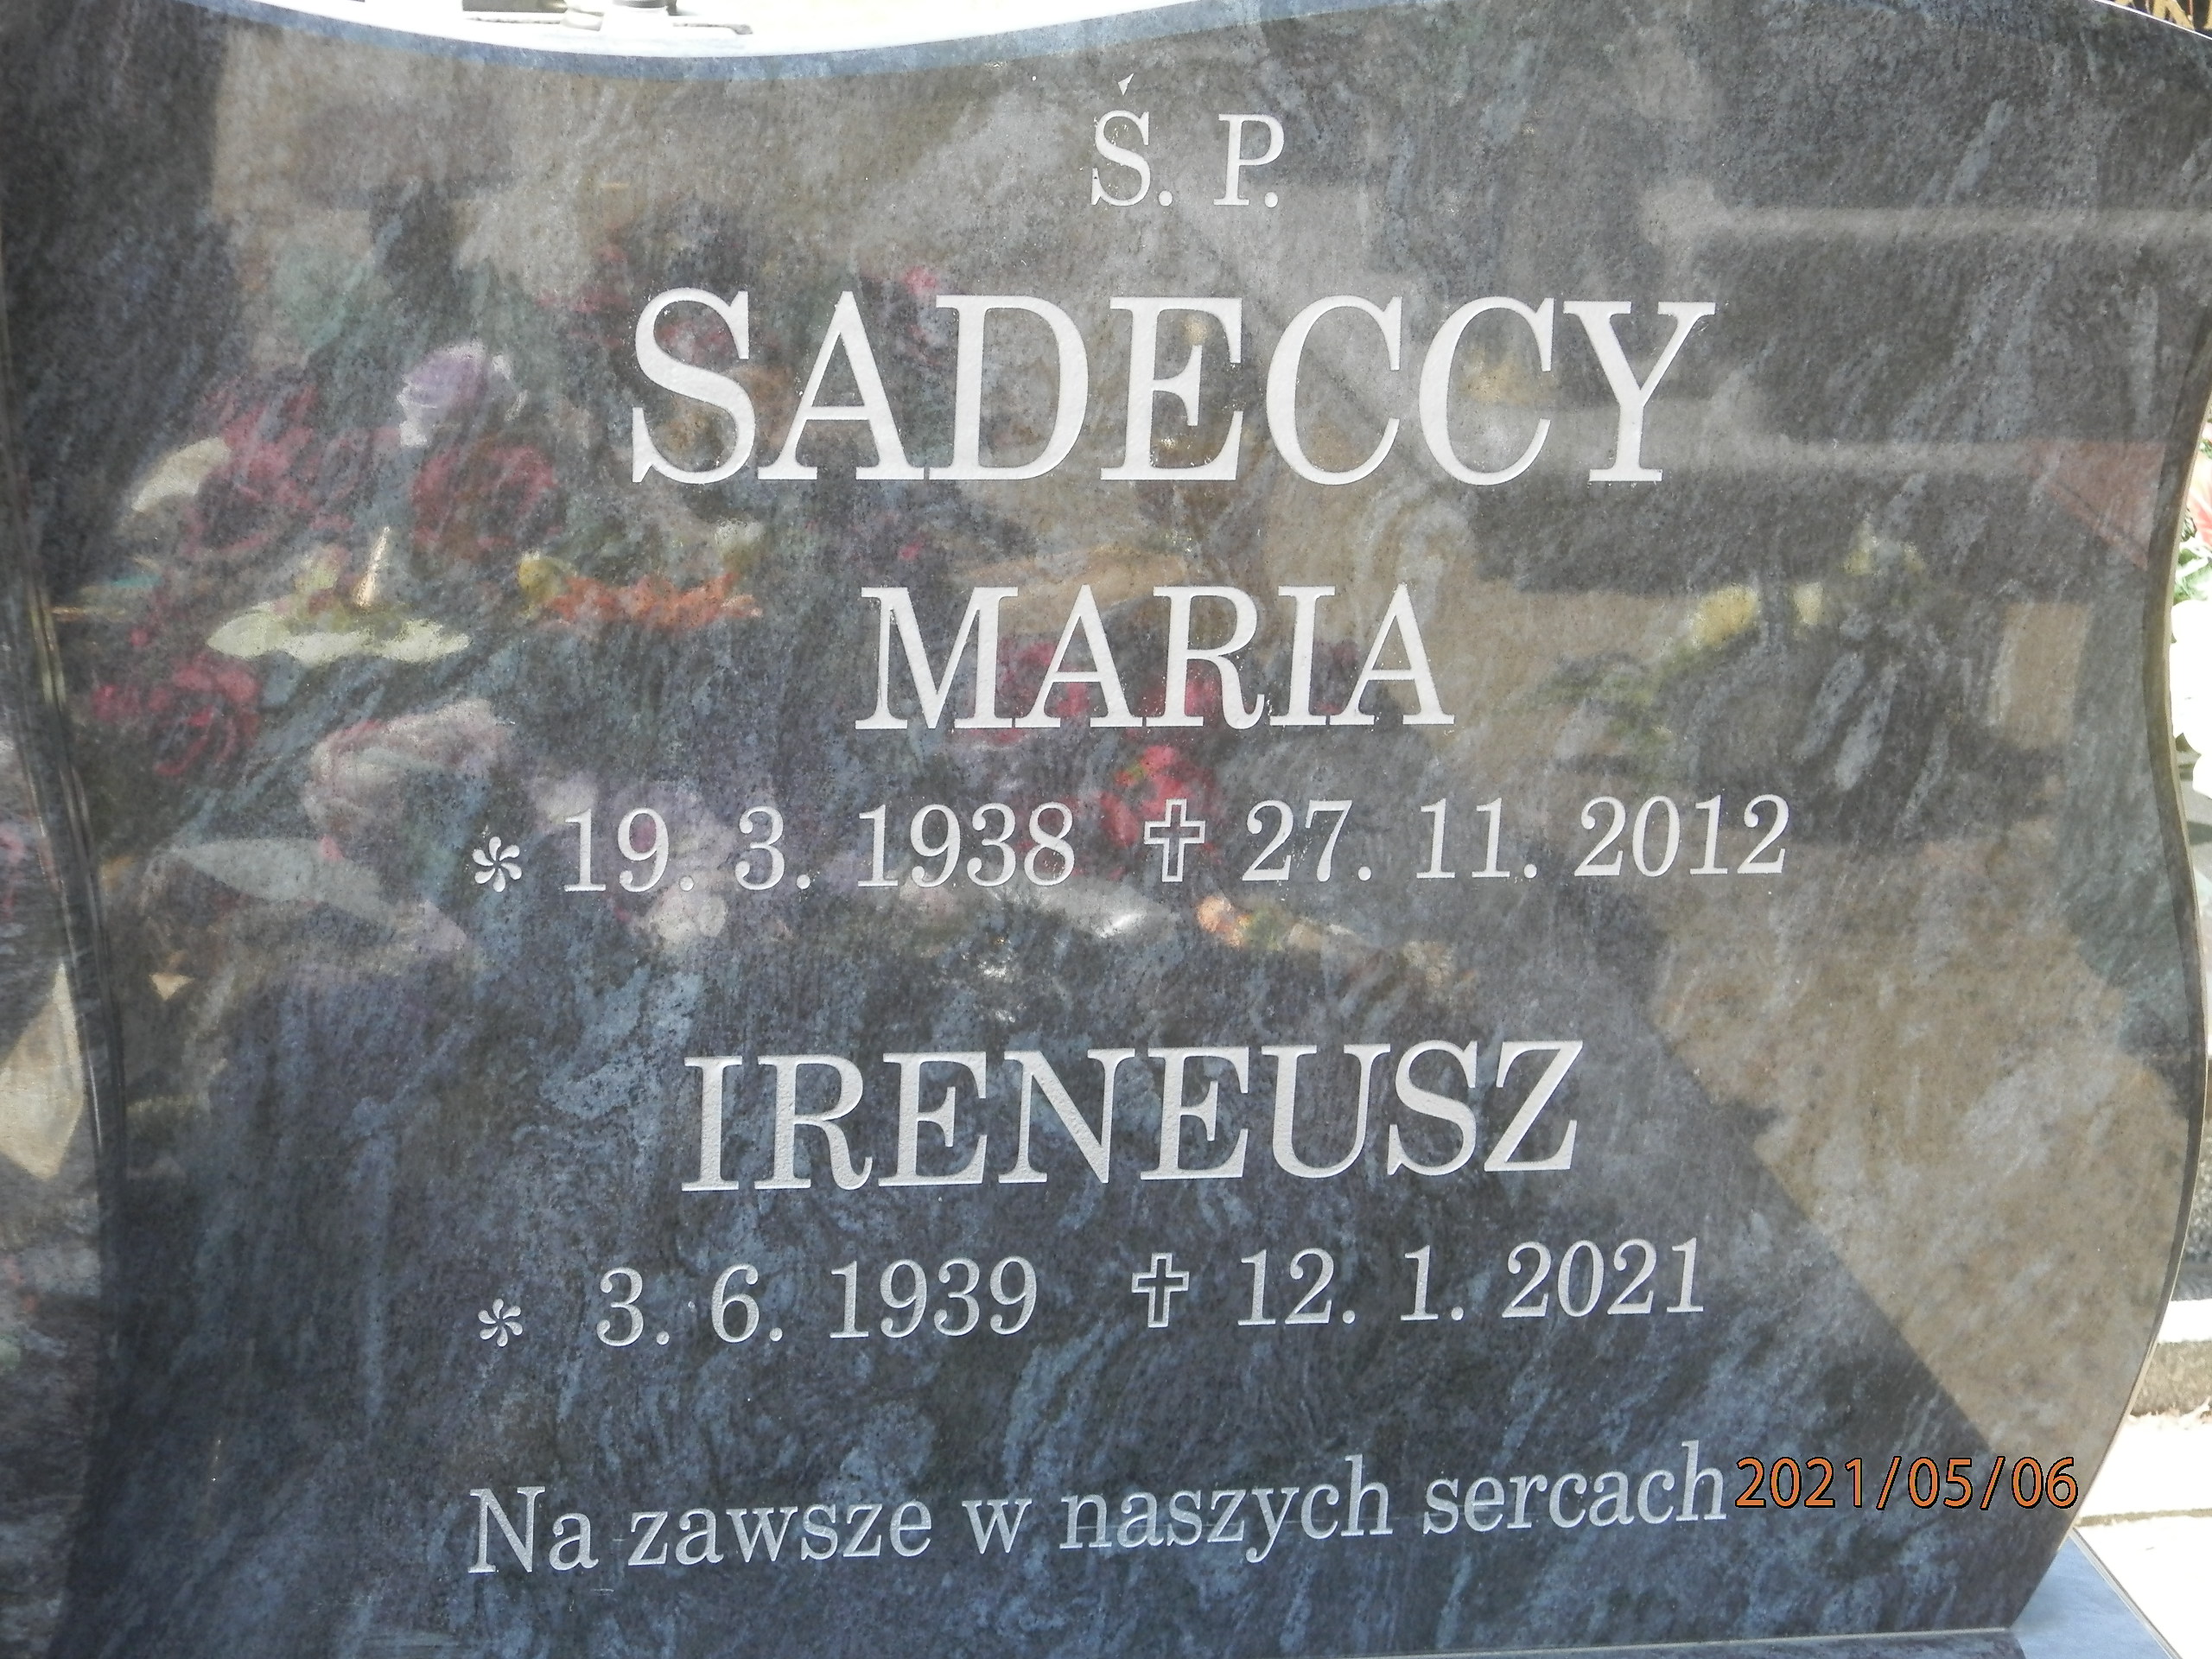 Ś. P.
SADECCY
MARIA
* 19. 3. 1938 ✝ 27. 11. 2012
IRENEUSZ
* 3. 6. 1939 ✝ 12. 1. 2021
Na zawsze w naszych sercach
2021/05/06